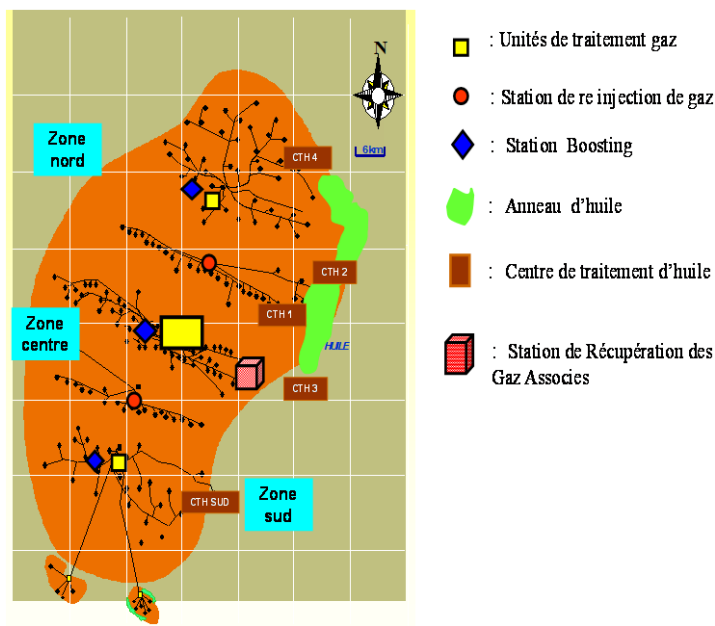 N
Zone
nord
CTH 4
6km
CTH 2
CTH 1
Zone
centre
HUILE
CTH 3
CTH SUD
Zone
sud
: Unités de traitement gaz
: Station de re injection de gaz
: Station Boosting
: Anneau d'huile
: Centre de traitement d'huile
: Station de Récupération des
Gaz Associes